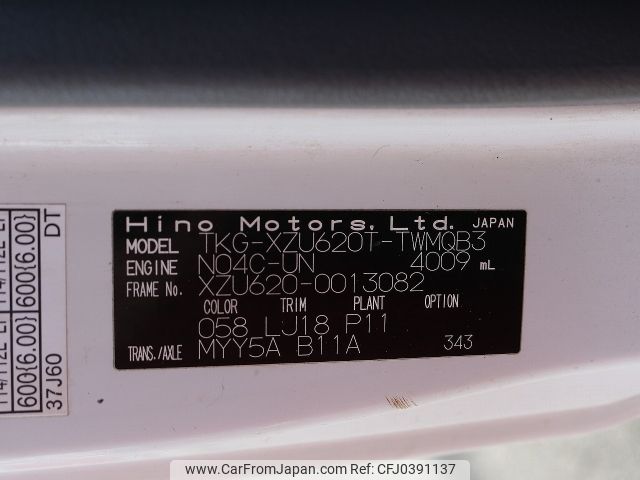 Hino Motors, Ltd. JAPAN
MODEL TKG-XZU620T-TWMQB3
ENGINE N04C-UN 4009 mL
FRAME No. XZU620-0013082
COLOR TRIM PLANT OPTION
058 LJ18 P11
TRANS./AXLE MYY5A B11A 343
600{6.00} 600{6.00}
37J60 DT
www.CarFromJapan.com | © CarFromJapan | REF:CFJ0391137